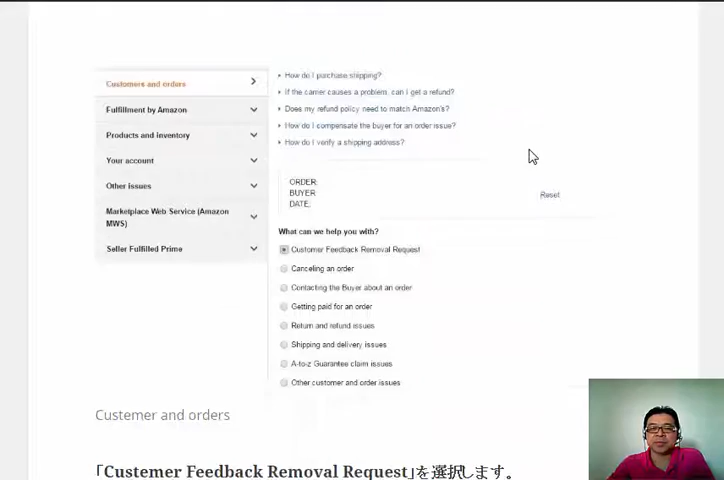 Customers and orders
Fulfillment by Amazon
Products and inventory
Your account
Other issues
Marketplace Web Service (Amazon
MWS)
Seller Fulfilled Prime
How do I purchase shipping?
If the carrier causes a problem, can I get a refund?
Does my refund policy need to match Amazon's?
How do I compensate the buyer for an order issue?
How do I verify a shipping address?
ORDER:
BUYER
DATE:
Reset
What can we help you with?
Customer Feedback Removal Request
Canceling an order
Contacting the Buyer about an order
Getting paid for an order
Return and refund issues
Shipping and delivery issues
A-to-z Guarantee claim issues
Other customer and order issues
Custemer and orders
「Custemer Feedback Removal Request」を選択します。